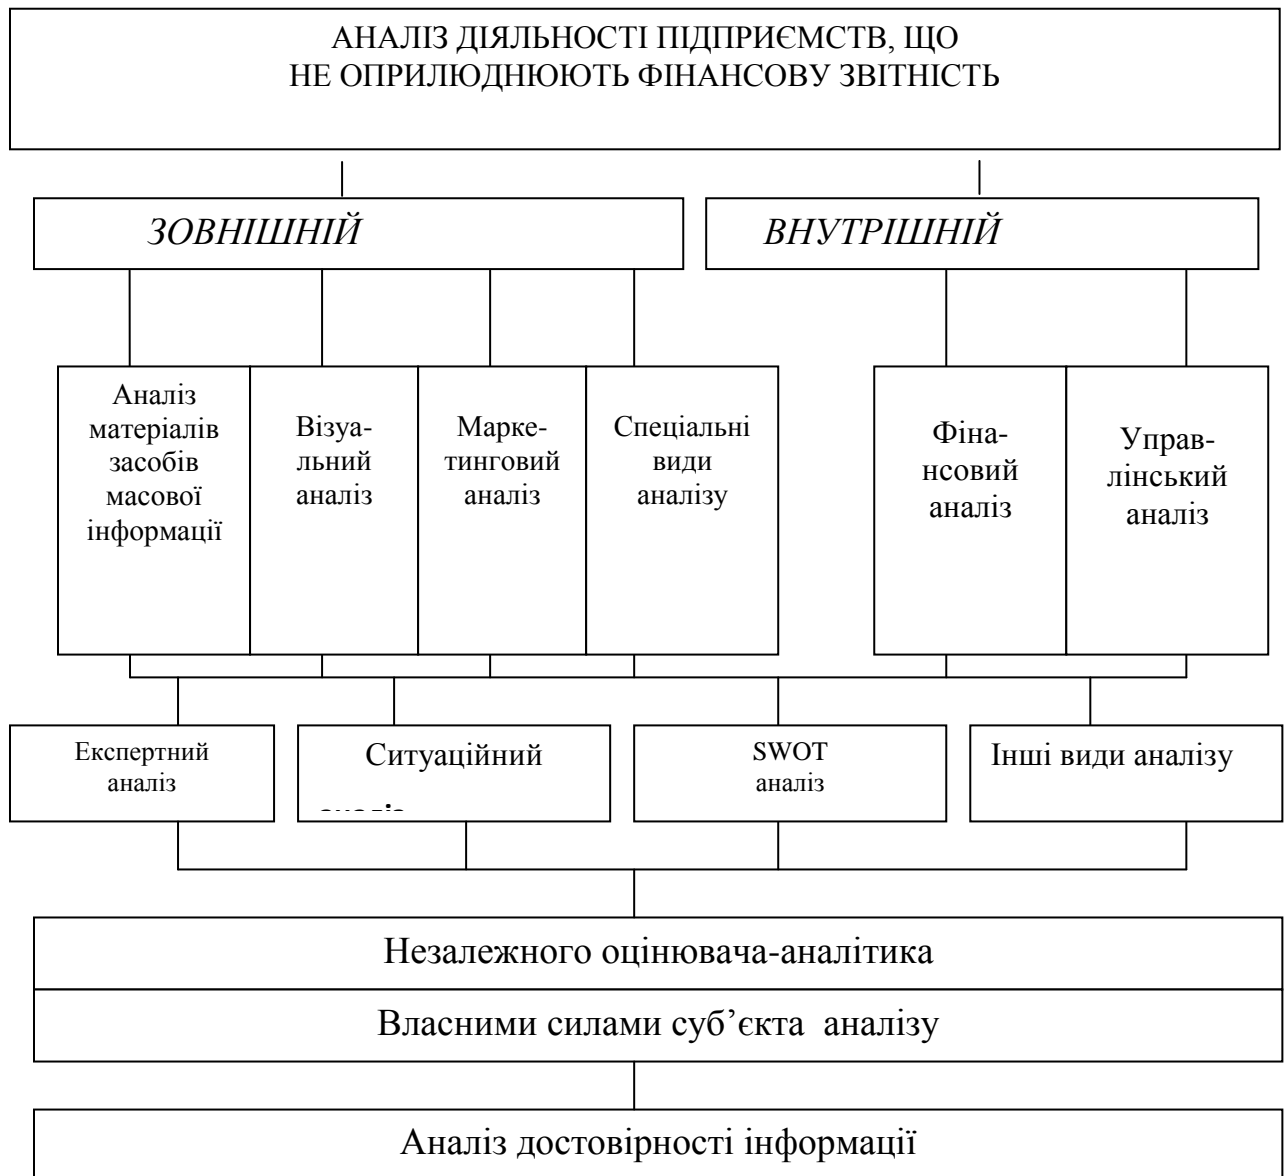 АНАЛІЗ ДІЯЛЬНОСТІ ПІДПРИЄМСТВ, ЩО
НЕ ОПРИЛЮДНЮЮТЬ ФІНАНСОВУ ЗВІТНІСТЬ
ЗОВНІШНІЙ
ВНУТРІШНІЙ
Аналіз
матеріалів
засобів
масової
інформації
Візуа-
льний
аналіз
Марке-
тинговий
аналіз
Спеціальні
види
аналізу
Фіна-
нсовий
аналіз
Управ-
лінський
аналіз
Експертний
аналіз
Ситуаційний
SWOT
аналіз
Інші види аналізу
Незалежного оцінювача-аналітика
Власними силами суб’єкта аналізу
Аналіз достовірності інформації